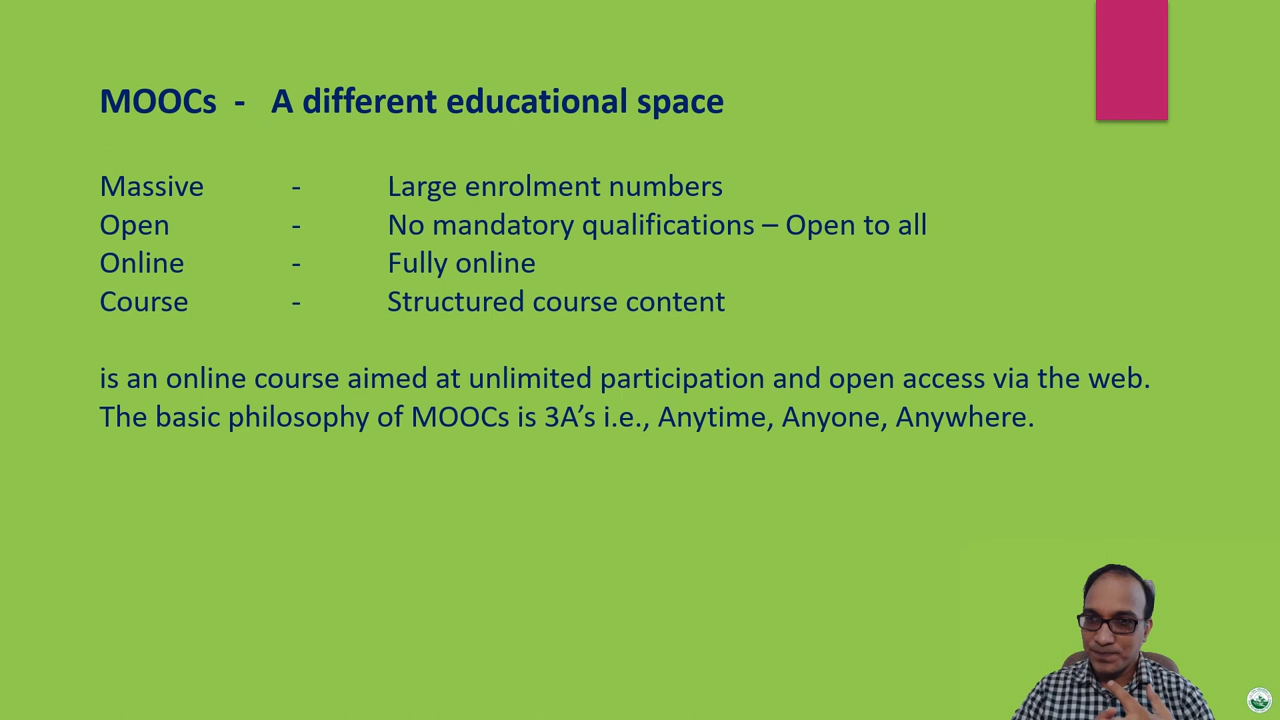 MOOCs - A different educational space
Massive - Large enrolment numbers
Open - No mandatory qualifications – Open to all
Online - Fully online
Course - Structured course content
is an online course aimed at unlimited participation and open access via the web.
The basic philosophy of MOOCs is 3A’s i.e., Anytime, Anyone, Anywhere.